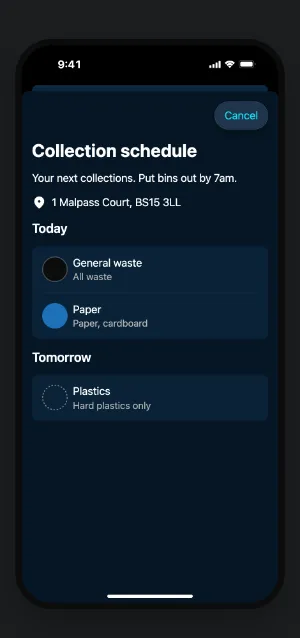 9:41
Cancel
Collection schedule
Your next collections. Put bins out by 7am.
1 Malpass Court, BS15 3LL
Today
General waste
All waste
Paper
Paper, cardboard
Tomorrow
Plastics
Hard plastics only